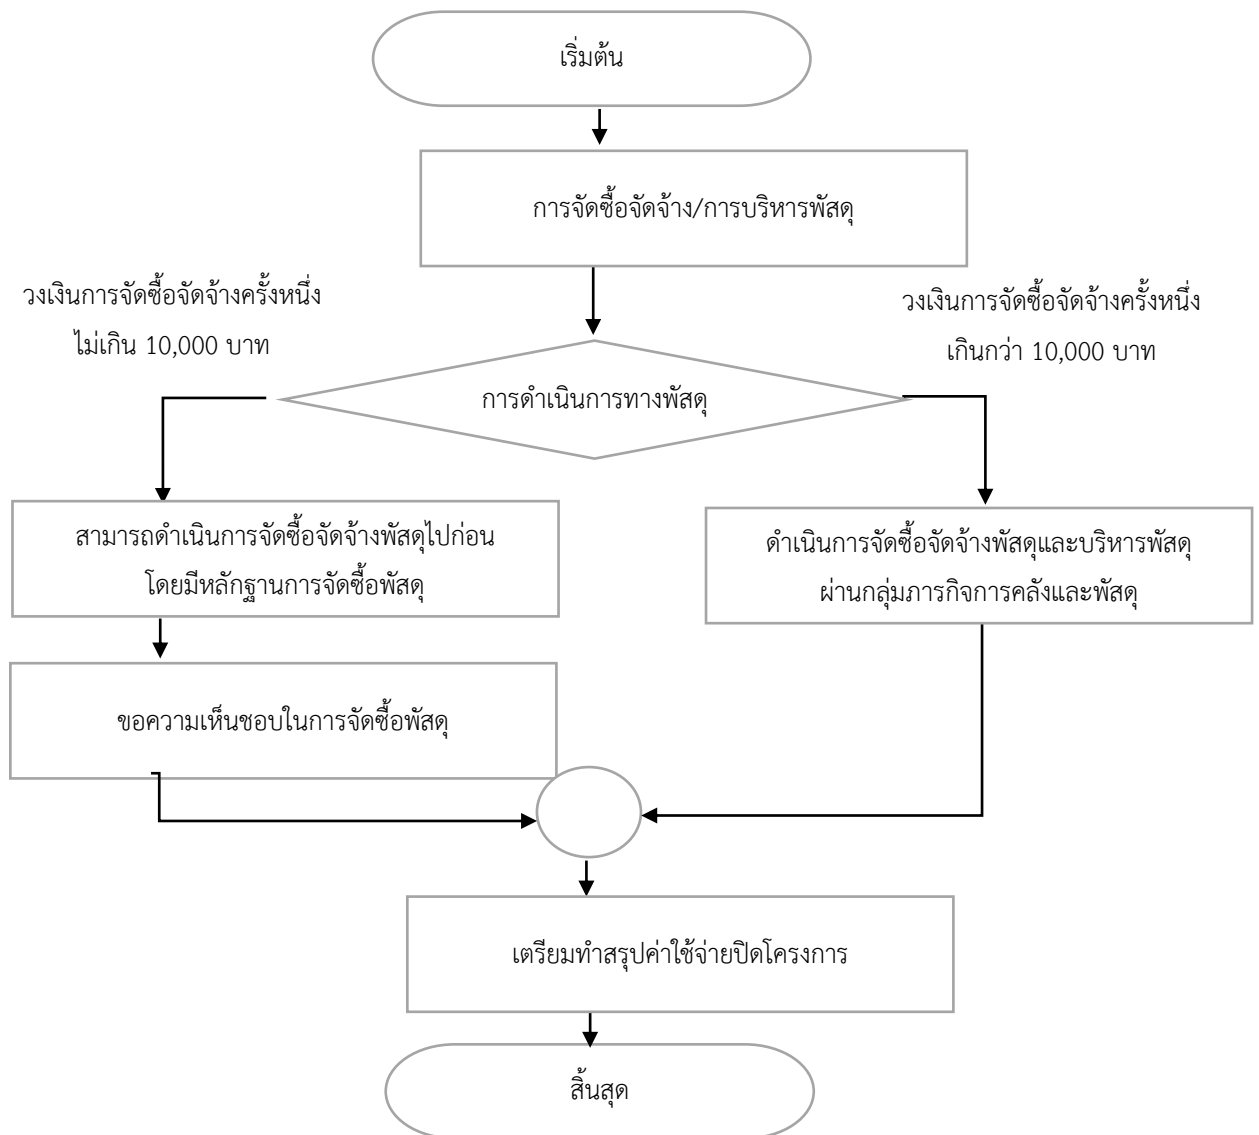 เริ่มต้น
การจัดซื้อจัดจ้าง/การบริหารพัสดุ
วงเงินการจัดซื้อจัดจ้างครั้งหนึ่ง
ไม่เกิน 10,000 บาท
วงเงินการจัดซื้อจัดจ้างครั้งหนึ่ง
เกินกว่า 10,000 บาท
การดำเนินการทางพัสดุ
สามารถดำเนินการจัดซื้อจัดจ้างพัสดุไปก่อน
โดยมีหลักฐานการจัดซื้อพัสดุ
ดำเนินการจัดซื้อจัดจ้างพัสดุและบริหารพัสดุ
ผ่านกลุ่มภารกิจการคลังและพัสดุ
ขอความเห็นชอบในการจัดซื้อพัสดุ
เตรียมทำสรุปค่าใช้จ่ายปิดโครงการ
สิ้นสุด